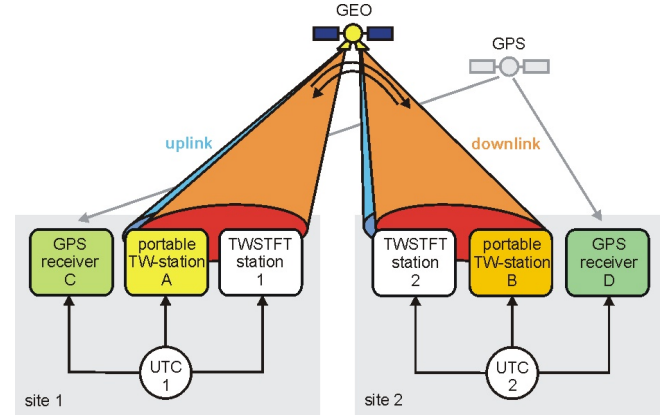 GEO
GPS
uplink
downlink
GPS
receiver
C
portable
TW-station
A
TWSTFT
station
1
TWSTFT
station
2
portable
TW-station
B
GPS
receiver
D
UTC
1
UTC
2
site 1
site 2